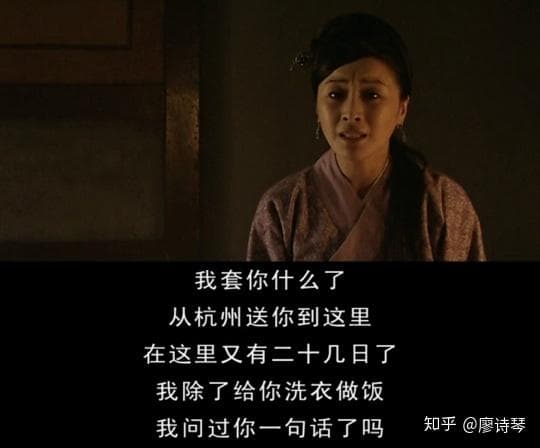 我套你什么了
从杭州送你到这里
在这里又有二十几日了
我除了给你洗衣做饭
我问过你一句话了吗
知乎 @廖诗琴